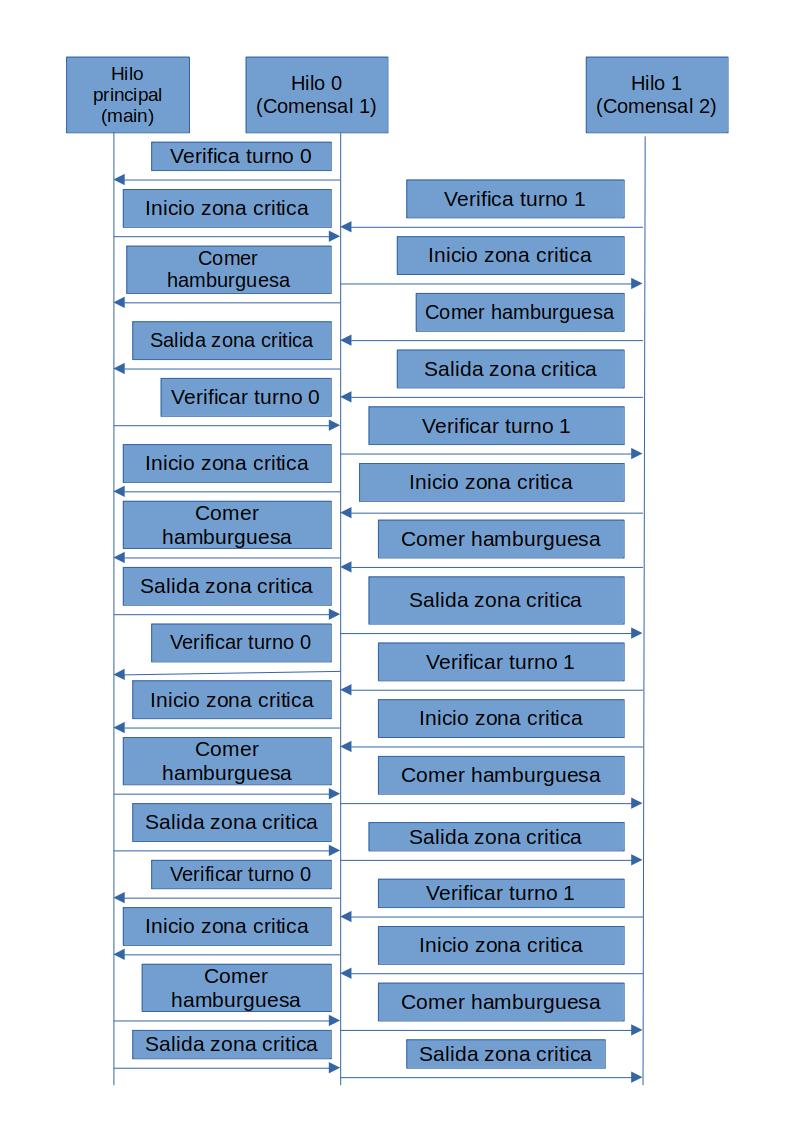 Hilo
principal
(main)
Hilo 0
(Comensal 1)
Hilo 1
(Comensal 2)
Verifica turno 0
Verifica turno 1
Inicio zona critica
Inicio zona critica
Comer
hamburguesa
Comer hamburguesa
Salida zona critica
Salida zona critica
Verificar turno 0
Verificar turno 1
Inicio zona critica
Inicio zona critica
Comer
hamburguesa
Comer hamburguesa
Salida zona critica
Salida zona critica
Verificar turno 0
Verificar turno 1
Inicio zona critica
Inicio zona critica
Comer
hamburguesa
Comer hamburguesa
Salida zona critica
Salida zona critica
Verificar turno 0
Verificar turno 1
Inicio zona critica
Inicio zona critica
Comer
hamburguesa
Comer hamburguesa
Salida zona critica
Salida zona critica